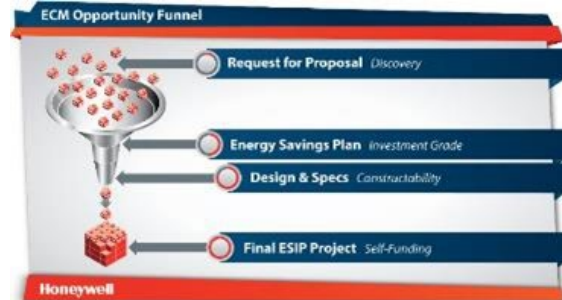 ECM Opportunity Funnel
Request for Proposal Discovery
Energy Savings Plan Investment Grade
Design & Specs Constructability
Final ESIP Project Self-Funding
Honeywell